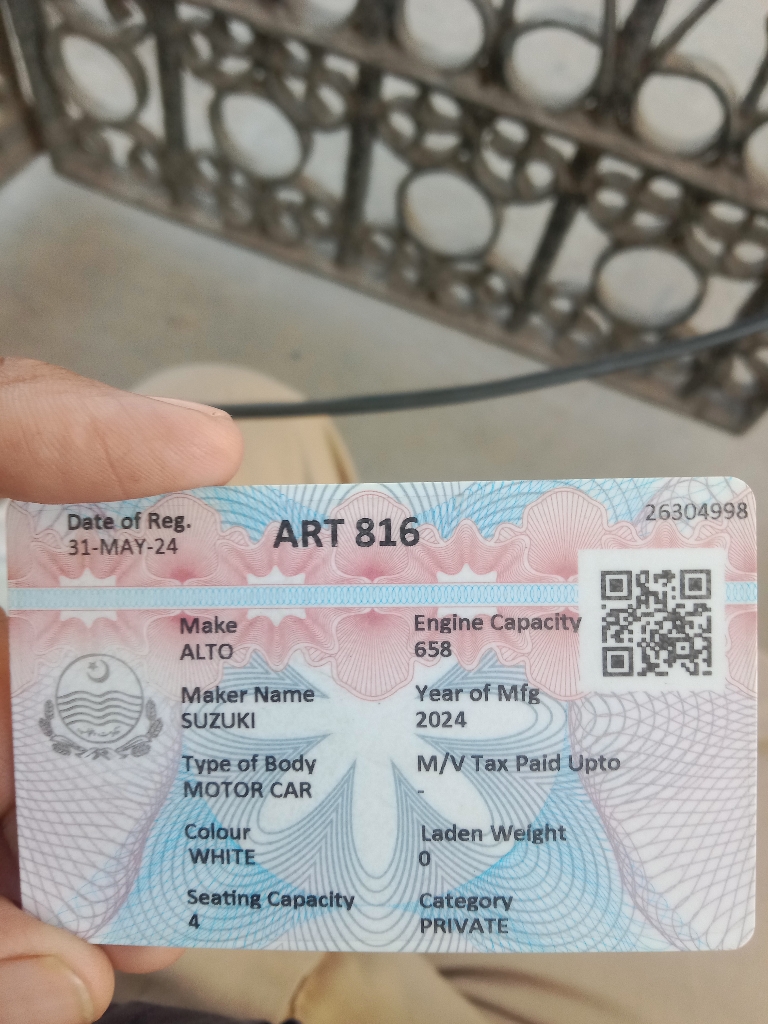 Date of Reg.
31-MAY-24
ART 816
26304998
Make
ALTO
Engine Capacity
658
Maker Name
SUZUKI
Year of Mfg
2024
Type of Body
MOTOR CAR
M/V Tax Paid Upto
-
Colour
WHITE
Laden Weight
0
Seating Capacity
4
Category
PRIVATE